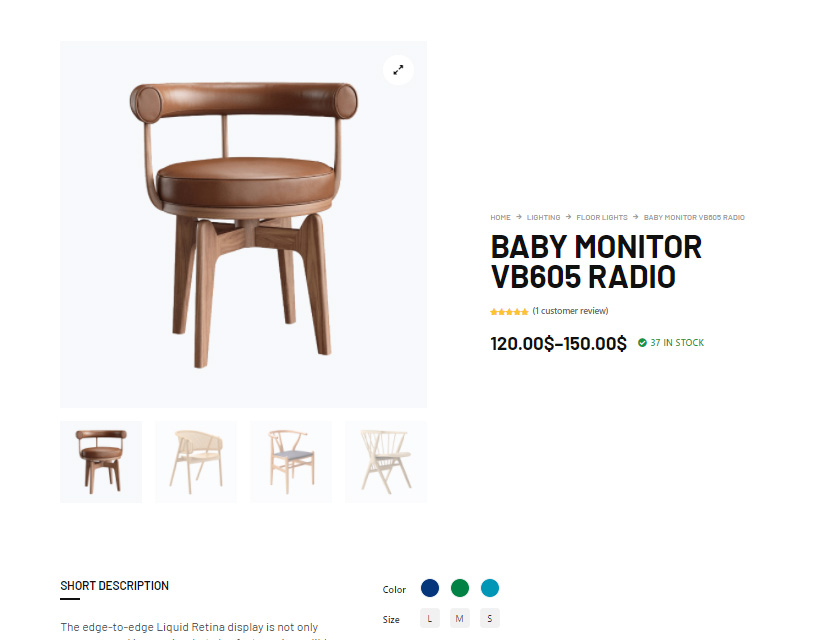 HOME → LIGHTING → FLOOR LIGHTS → BABY MONITOR VB605 RADIO
BABY MONITOR
VB605 RADIO
(1 customer review)
120.00$–150.00$ 37 IN STOCK
SHORT DESCRIPTION
The edge-to-edge Liquid Retina display is not only
Color
Size L M S